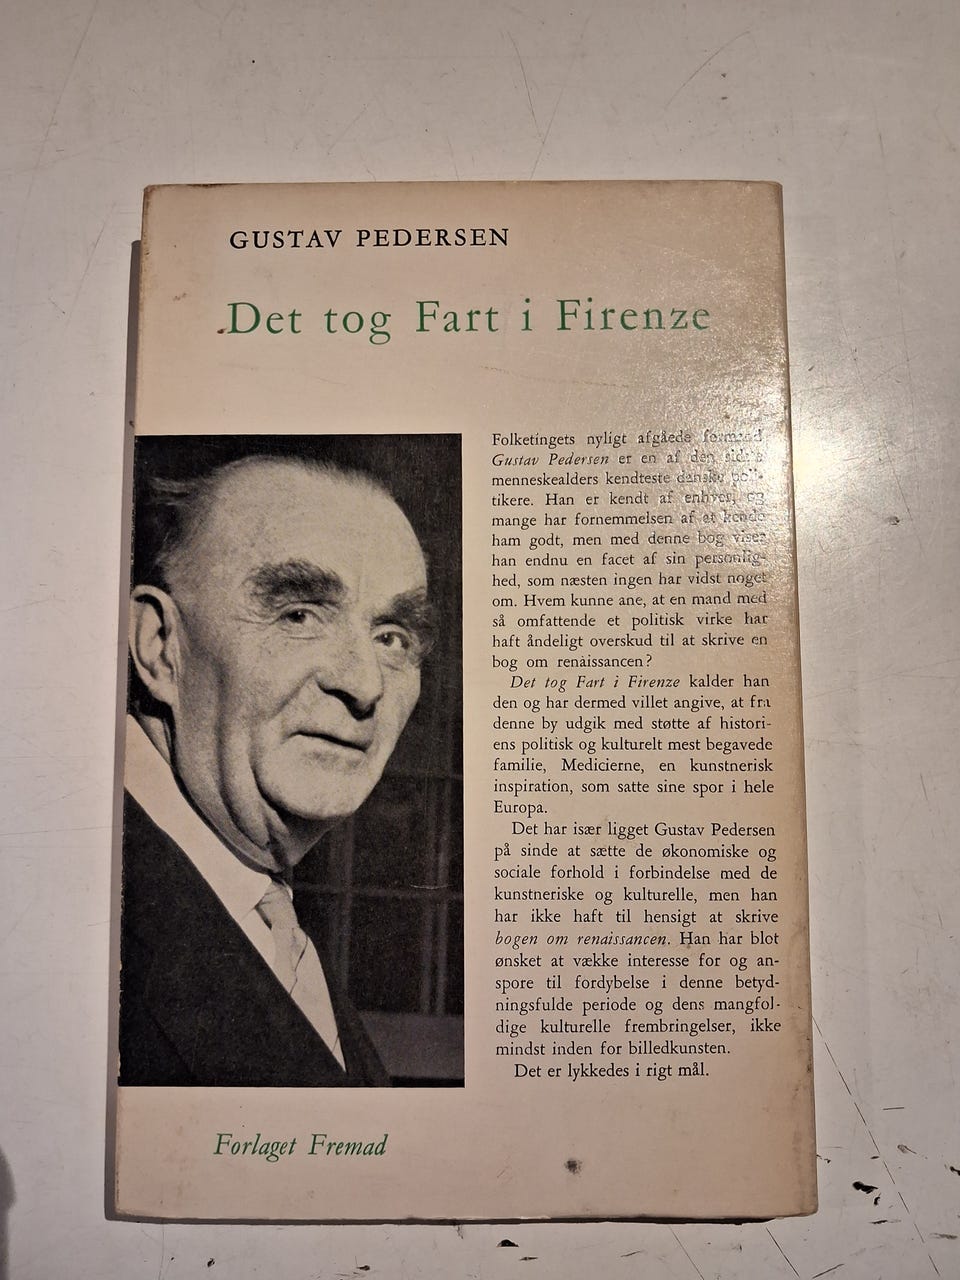 GUSTAV PEDERSEN
Det tog Fart i Firenze
Folketingets nyligt afgåede formand
Gustav Pedersen er en af den sidste
menneskealders kendteste danske poli-
tikere. Han er kendt af enhver, og
mange har fornemmelsen af at kende
ham godt, men med denne bog viser
han endnu en facet af sin personlig-
hed, som næsten ingen har vidst noget
om. Hvem kunne ane, at en mand med
så omfattende et politisk virke har
haft åndeligt overskud til at skrive en
bog om renaissancen?
Det tog Fart i Firenze kalder han
den og har dermed villet angive, at fra
denne by udgik med støtte af histori-
ens politisk og kulturelt mest begavede
familie, Medicierne, en kunstnerisk
inspiration, som satte sine spor i hele
Europa.
Det har især ligget Gustav Pedersen
på sinde at sætte de økonomiske og
sociale forhold i forbindelse med de
kunstneriske og kulturelle, men han
har ikke haft til hensigt at skrive
bogen om renaissancen. Han har blot
ønsket at vække interesse for og an-
spore til fordybelse i denne betyd-
ningsfulde periode og dens mangfol-
dige kulturelle frembringelser, ikke
mindst inden for billedkunsten.
Det er lykkedes i rigt mål.
Forlaget Fremad